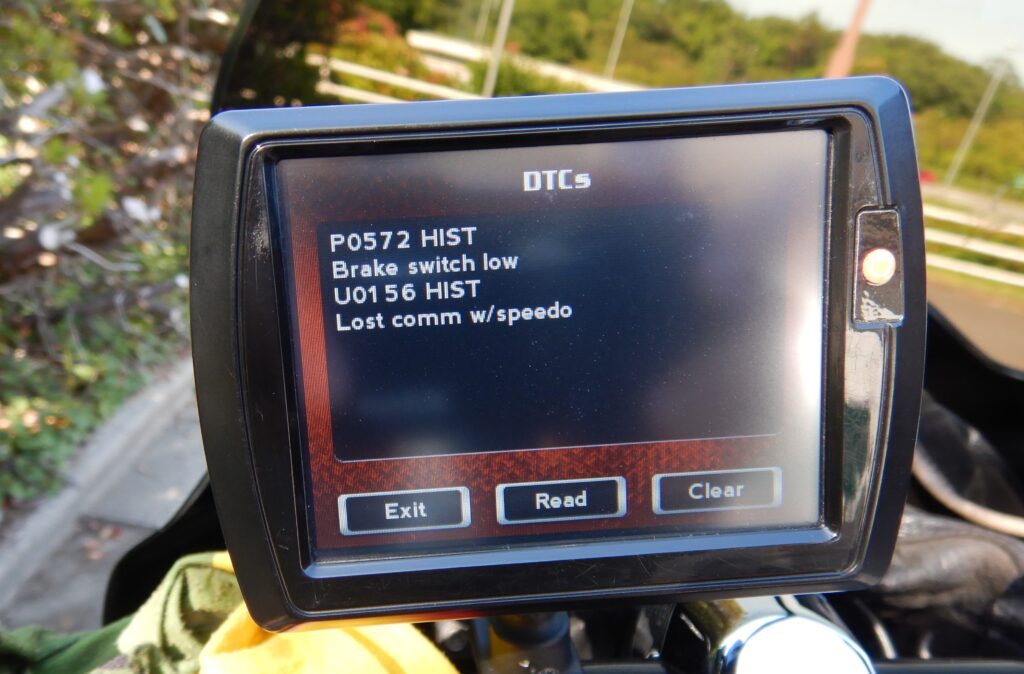 DTCs
P0572 HIST
Brake switch low
U0156 HIST
Lost comm w/speedo
Exit
Read
Clear